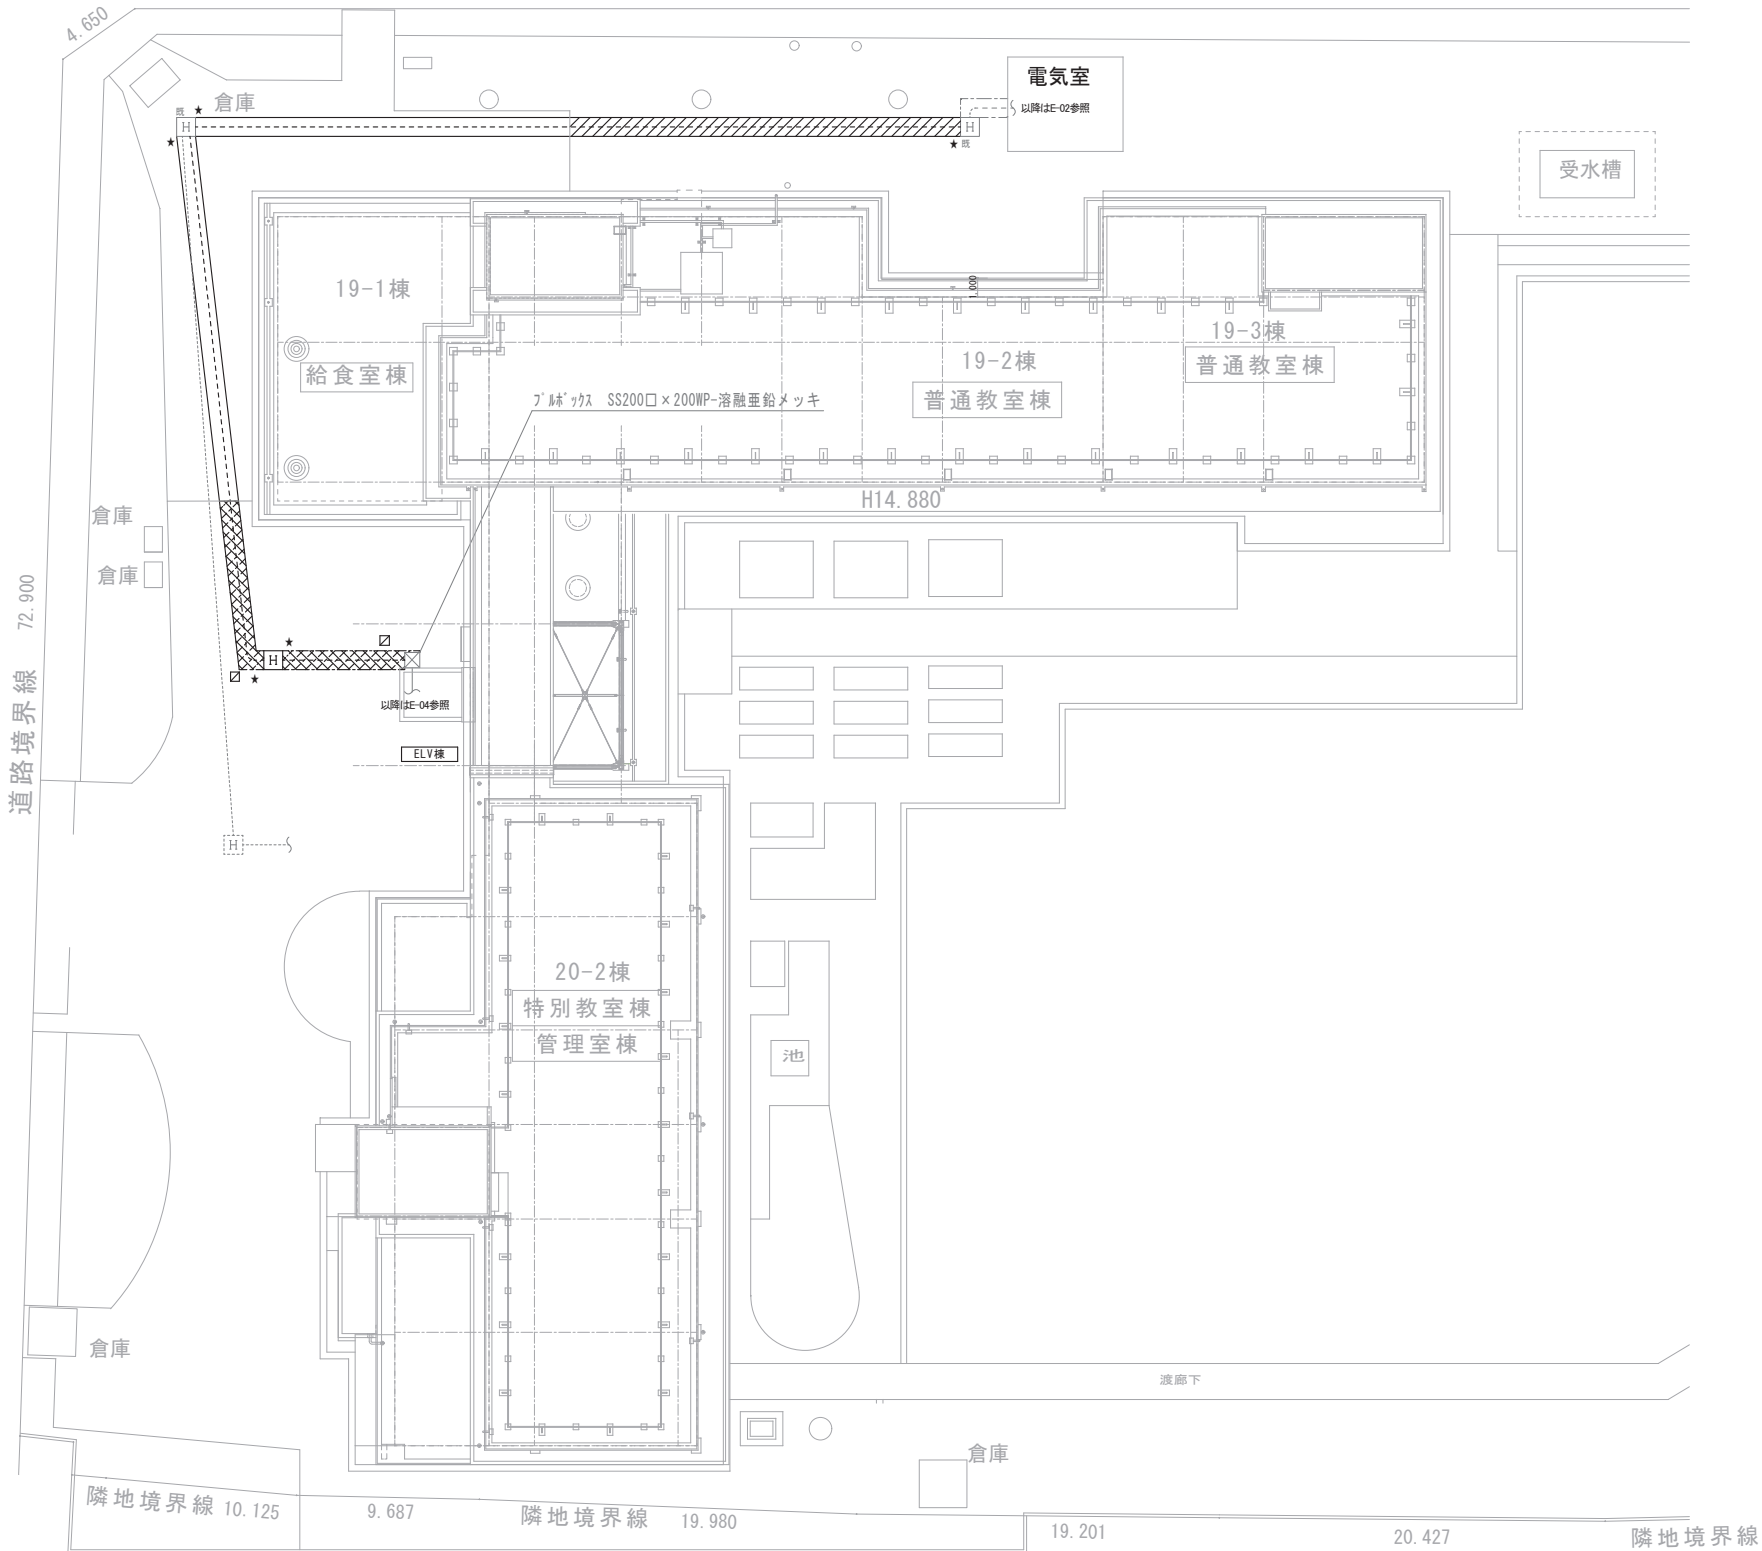 4.650
電気室
以降はE-02参照
倉庫
既
★
H
★
H
★ 既
受水槽
19-1棟
1.000
19-3棟
普通教室棟
給食室棟
19-2棟
普通教室棟
プルボックス SS200□×200WP-溶融亜鉛メッキ
H14.880
倉庫
倉庫
72.900
道路境界線
★
H
★
以降はE-04参照
ELV棟
H
20-2棟
特別教室棟
管理室棟
池
倉庫
渡廊下
倉庫
隣地境界線 10.125
9.687
隣地境界線
19.980
19.201
20.427
隣地境界線